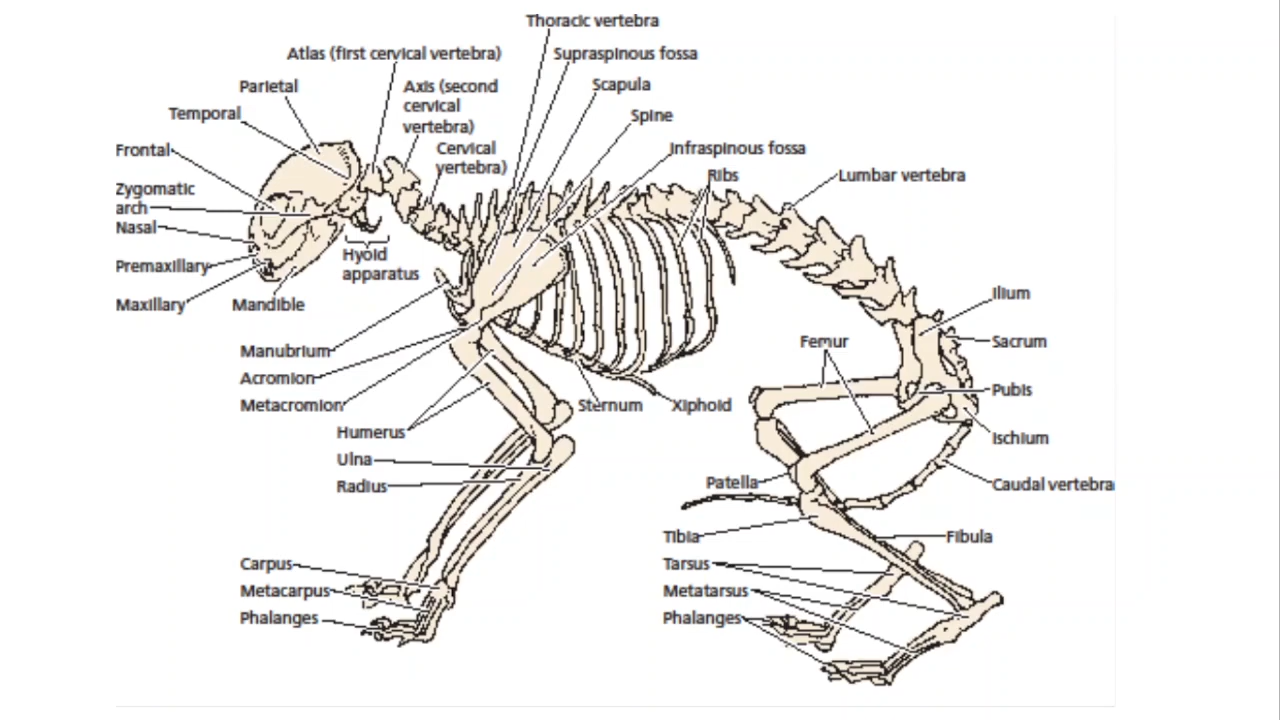 Thoracic vertebra
Atlas (first cervical vertebra)
Supraspinous fossa
Parietal
Axis (second
cervical
vertebra)
Scapula
Temporal
Spine
Frontal
Cervical
vertebra)
Infraspinous fossa
Ribs
Lumbar vertebra
Zygomatic
arch
Nasal
Hyoid
apparatus
Premaxillary
Maxillary
Mandible
Ilium
Manubrium
Femur
Sacrum
Acromion
Pubis
Metacromion
Sternum
Xiphoid
Humerus
Ischium
Ulna
Radius
Patella
Caudal vertebra
Tibia
Fibula
Carpus
Tarsus
Metacarpus
Metatarsus
Phalanges
Phalanges